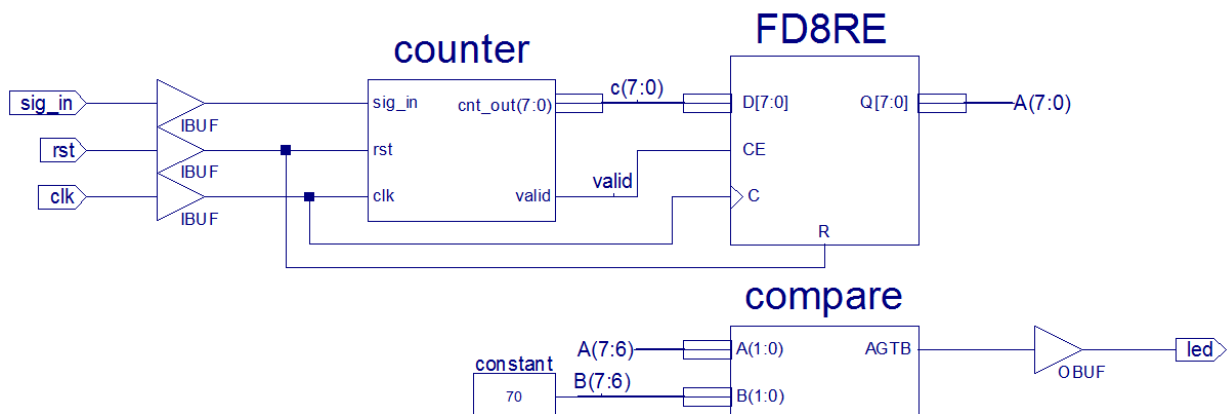 counter
FD8RE
sig_in
IBUF
sig_in
cnt_out(7:0)
c(7:0)
D[7:0]
Q[7:0]
A(7:0)
rst
IBUF
rst
CE
clk
IBUF
clk
valid
valid
C
R
compare
A(7:6)
A(1:0)
AGTB
OBUF
led
constant
70
B(7:6)
B(1:0)